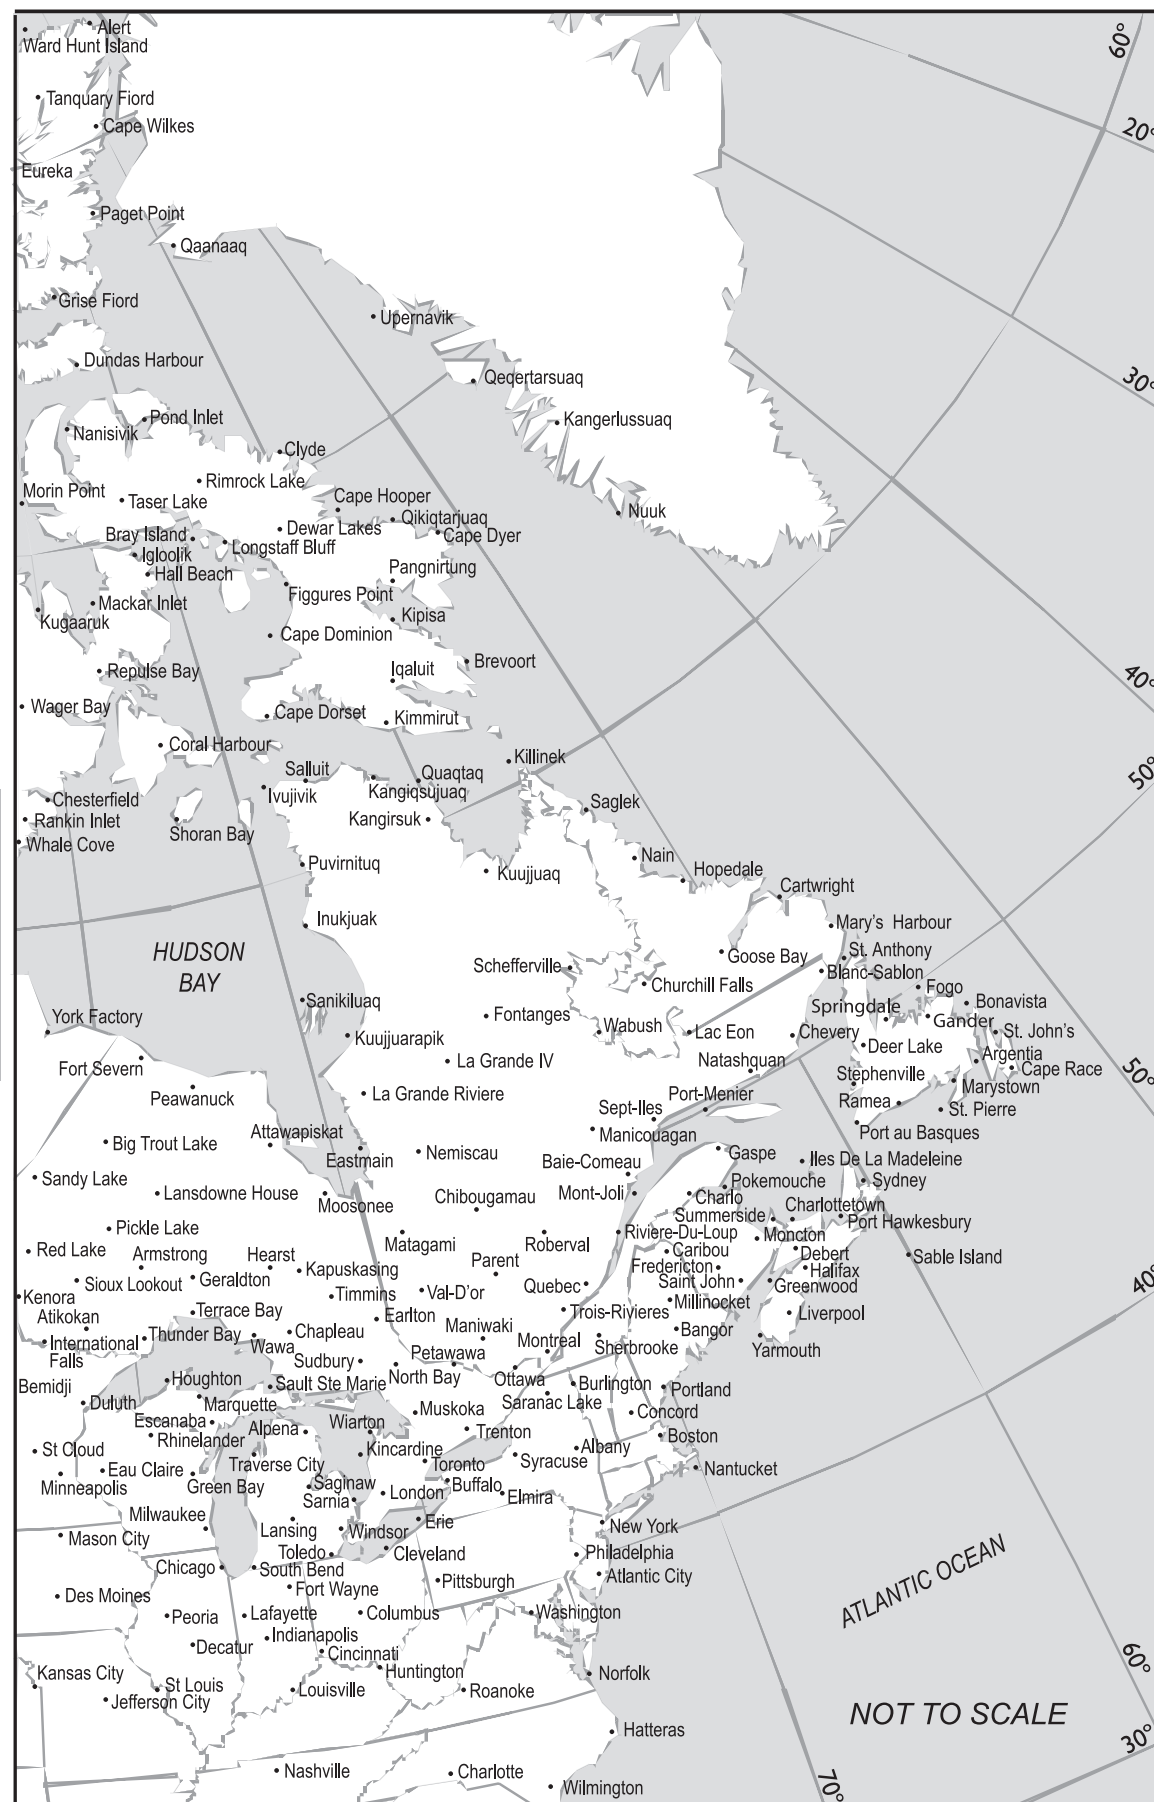 Alert
60°
Ward Hunt Island
Tanquary Fiord
Cape Wilkes
20°
Eureka
Paget Point
Qaanaaq
Grise Fiord
Upernavik
Dundas Harbour
Qeqertarsuaq
30°
Pond Inlet
Kangerlussuaq
Nanisivik
Clyde
Rimrock Lake
Morin Point
Taser Lake
Cape Hooper
Nuuk
Qikiqtarjuaq
Dewar Lakes
Bray Island
Cape Dyer
Longstaff Bluff
Igloolik
Pangnirtung
Hall Beach
Figgures Point
Mackar Inlet
Kugaaruk
Kipisa
Cape Dominion
Brevoort
Repulse Bay
Iqaluit
40°
Wager Bay
Cape Dorset
Kimmirut
Coral Harbour
Killinek
Salluit
Quaqtaq
50°
Kangiqsujuaq
Ivujivik
Chesterfield
Saglek
Rankin Inlet
Kangirsuk
Shoran Bay
Whale Cove
Nain
Puvirnituq
Kuujjuaq
Hopedale
Cartwright
Inukjuak
Mary's Harbour
HUDSON
BAY
St. Anthony
Goose Bay
Schefferville
Blanc-Sablon
Churchill Falls
Fogo
Sanikiluaq
Bonavista
Springdale
Fontanges
York Factory
Gander
Wabush
Lac Eon
Chevery
St. John's
Kuujjuarapik
Deer Lake
Argentia
La Grande IV
Natashquan
Cape Race
Fort Severn
50°
Stephenville
Marystown
La Grande Riviere
Port-Menier
Peawanuck
Ramea
St. Pierre
Sept-Iles
Manicouagan
Port au Basques
Attawapiskat
Big Trout Lake
Eastmain
Nemiscau
Gaspe
Iles De La Madeleine
Baie-Comeau
Sandy Lake
Pokemouche
Sydney
Lansdowne House
Chibougamau
Mont-Joli
Charlo
Moosonee
Charlottetown
Summerside
Port Hawkesbury
Pickle Lake
Matagami
Roberval
Riviere-Du-Loup
Moncton
Red Lake
Armstrong
Hearst
Parent
Caribou
Debert
Sable Island
Kapuskasing
Fredericton
Halifax
Sioux Lookout
Geraldton
Quebec
Saint John
Greenwood
40°
Kenora
Timmins
Val-D'or
Millinocket
Terrace Bay
Trois-Rivieres
Liverpool
Atikokan
Earlton
Thunder Bay
Chapleau
Maniwaki
Bangor
International
Falls
Wawa
Montreal
Sherbrooke
Yarmouth
Sudbury
Petawawa
North Bay
Ottawa
Bemidji
Houghton
Sault Ste Marie
Burlington
Portland
Duluth
Marquette
Saranac Lake
Muskoka
Concord
Escanaba
Alpena
Wiarton
Trenton
Boston
Rhinelander
St Cloud
Kincardine
Albany
Traverse City
Toronto
Syracuse
Eau Claire
Nantucket
Minneapolis
Green Bay
Saginaw
Buffalo
Sarnia
London
Elmira
Milwaukee
Lansing
Windsor
Erie
New York
Mason City
Toledo
Cleveland
Philadelphia
Chicago
South Bend
Atlantic City
Pittsburgh
Fort Wayne
Des Moines
ATLANTIC OCEAN
Peoria
Lafayette
Columbus
Washington
Indianapolis
Decatur
Cincinnati
60°
Kansas City
Huntington
Norfolk
St Louis
Jefferson City
Louisville
Roanoke
NOT TO SCALE
Hatteras
30°
Nashville
Charlotte
Wilmington
70°